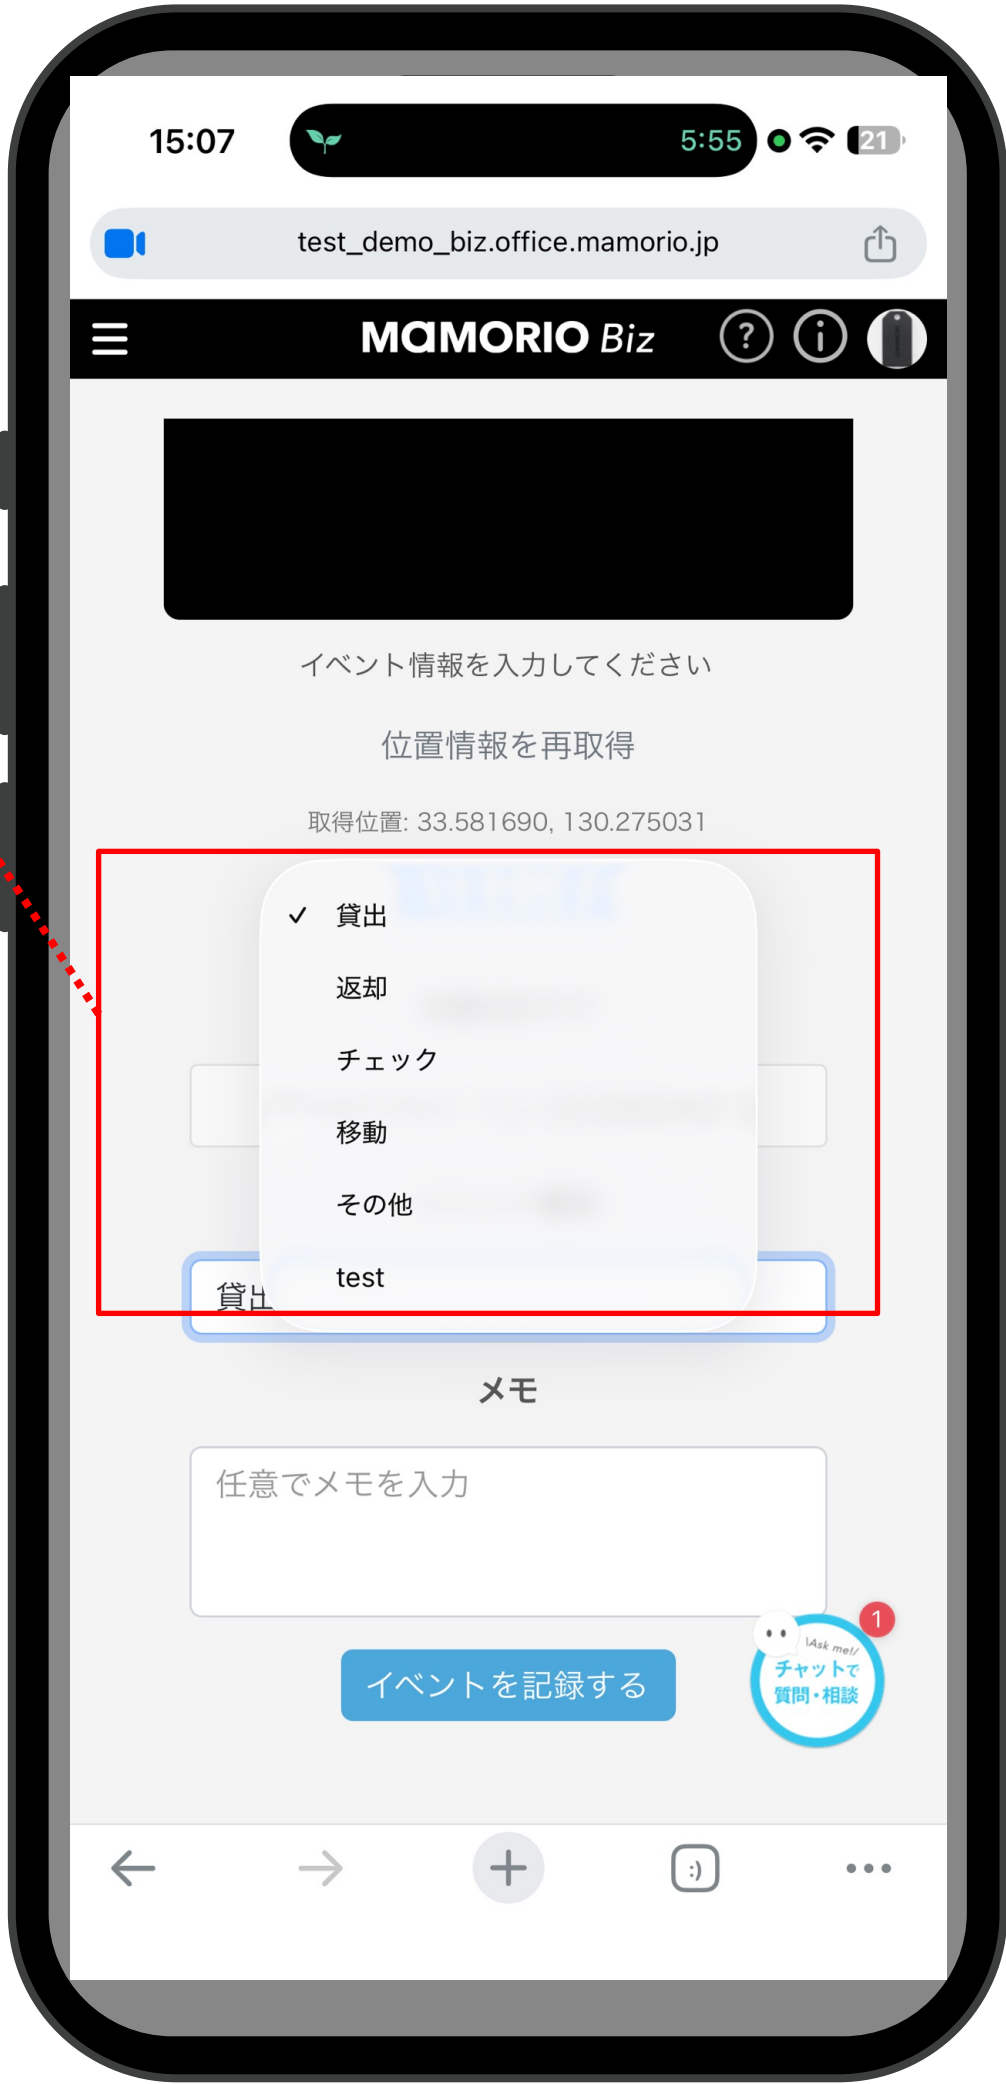 15:07
5:55
21
test_demo_biz.office.mamorio.jp
MAMORIO Biz
イベント情報を入力してください
位置情報を再取得
取得位置: 33.581690, 130.275031
貸出
返却
チェック
移動
その他
test
貸出
メモ
任意でメモを入力
1
\Ask me!/
チャットで
質問・相談
イベントを記録する
:)